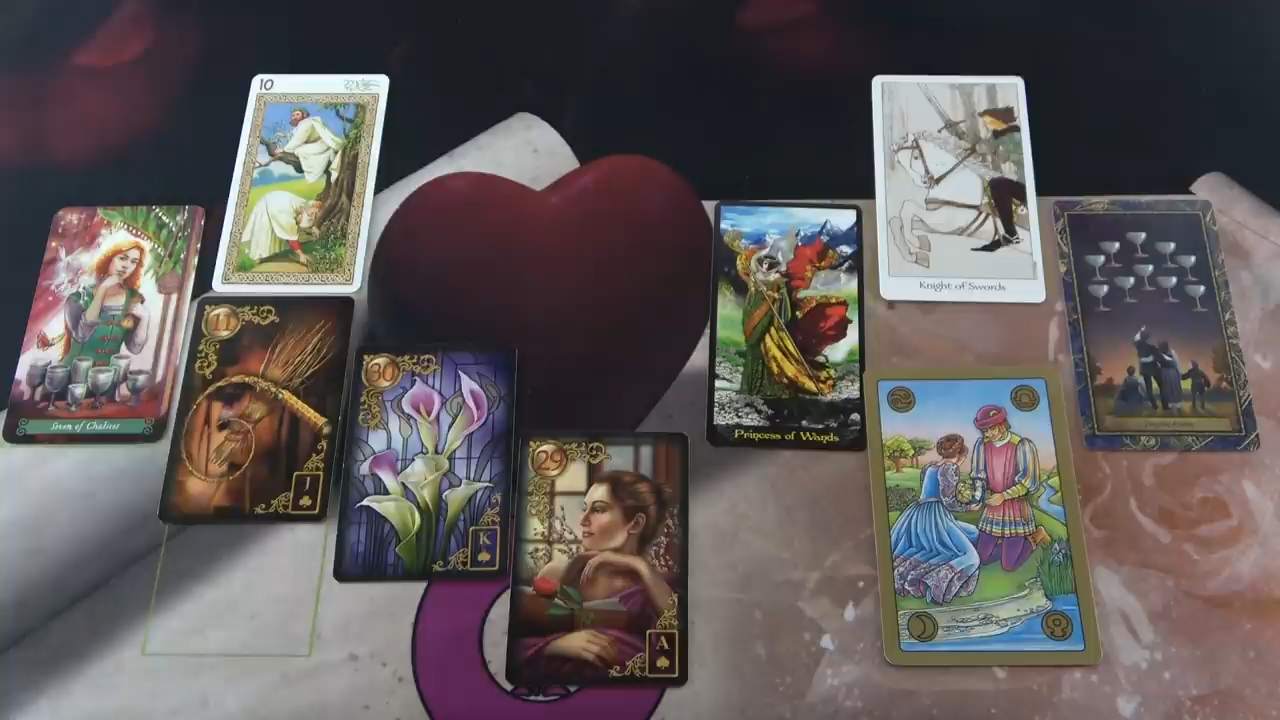 10
Knight of Swords
Seven of Chalices
11
J
30
K
Princess of Wands
29
A